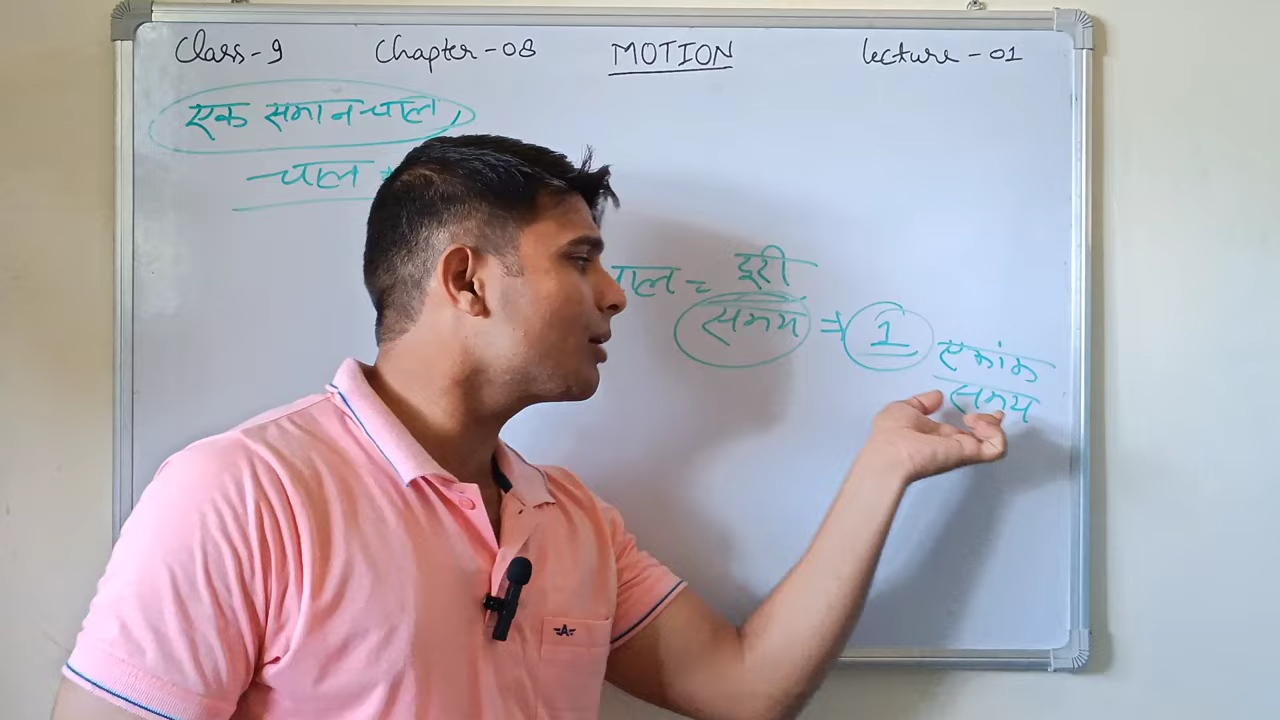 Class-9 Chapter-08 MOTION Lecture-01
एक समान चाल
चाल =
चाल = दूरी
समय ⇒ 1 एकांक
समय
A